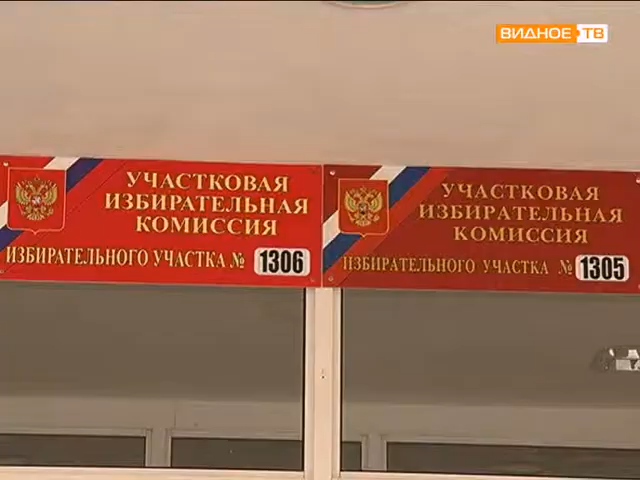 ВИДНОЕ ТВ
УЧАСТКОВАЯ
ИЗБИРАТЕЛЬНАЯ
КОМИССИЯ
ИЗБИРАТЕЛЬНОГО УЧАСТКА № 1306
УЧАСТКОВАЯ
ИЗБИРАТЕЛЬНАЯ
КОМИССИЯ
ИЗБИРАТЕЛЬНОГО УЧАСТКА № 1305